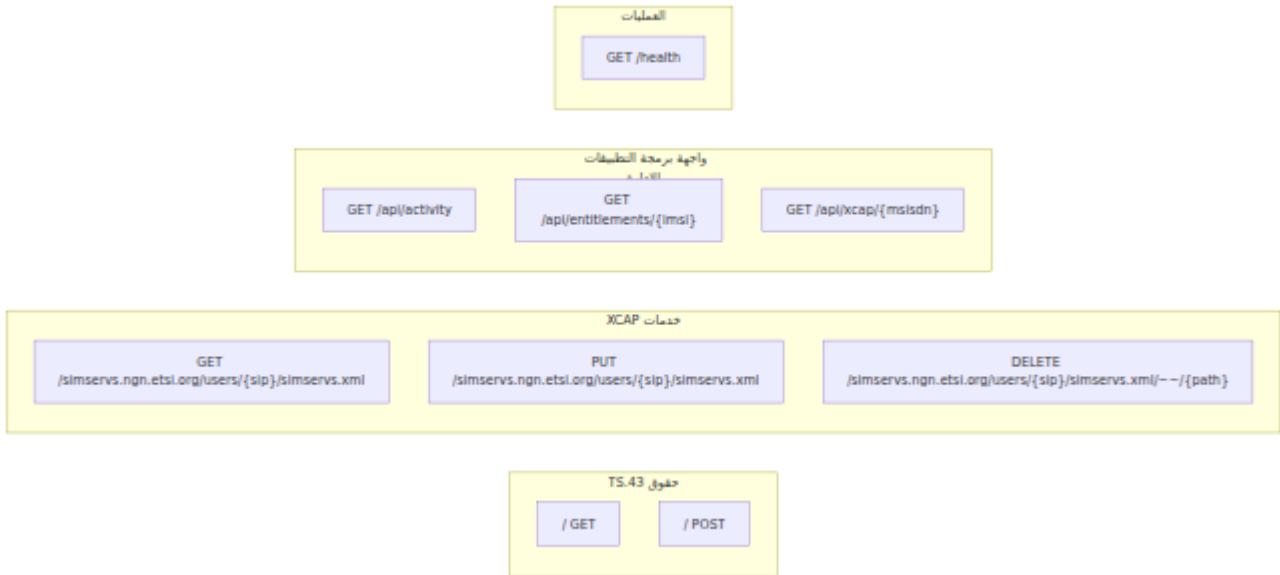 العمليات
GET /health
واجهة برمجة التطبيقات
GET /api/activity
GET
/api/entitlements/{imsi}
GET /api/xcap/{msisdn}
خدمات XCAP
GET
/simservs.ngn.etsi.org/users/{sip}/simservs.xml
PUT
/simservs.ngn.etsi.org/users/{sip}/simservs.xml
DELETE
/simservs.ngn.etsi.org/users/{sip}/simservs.xml/~~/{path}
حقوق TS.43
/ GET
/ POST